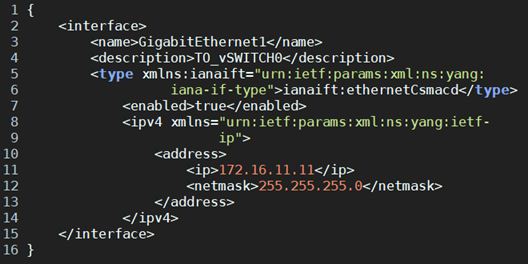 1 {
2     <interface>
3         <name>GigabitEthernet1</name>
4         <description>TO_vSWITCH0</description>
5         <type xmlns:ianaift="urn:ietf:params:xml:ns:yang:
6                   iana-if-type">ianaift:ethernetCsmacd</type>
7             <enabled>true</enabled>
8             <ipv4 xmlns="urn:ietf:params:xml:ns:yang:ietf-
9                         ip">
10                 <address>
11                     <ip>172.16.11.11</ip>
12                     <netmask>255.255.255.0</netmask>
13                 </address>
14             </ipv4>
15     </interface>
16 }